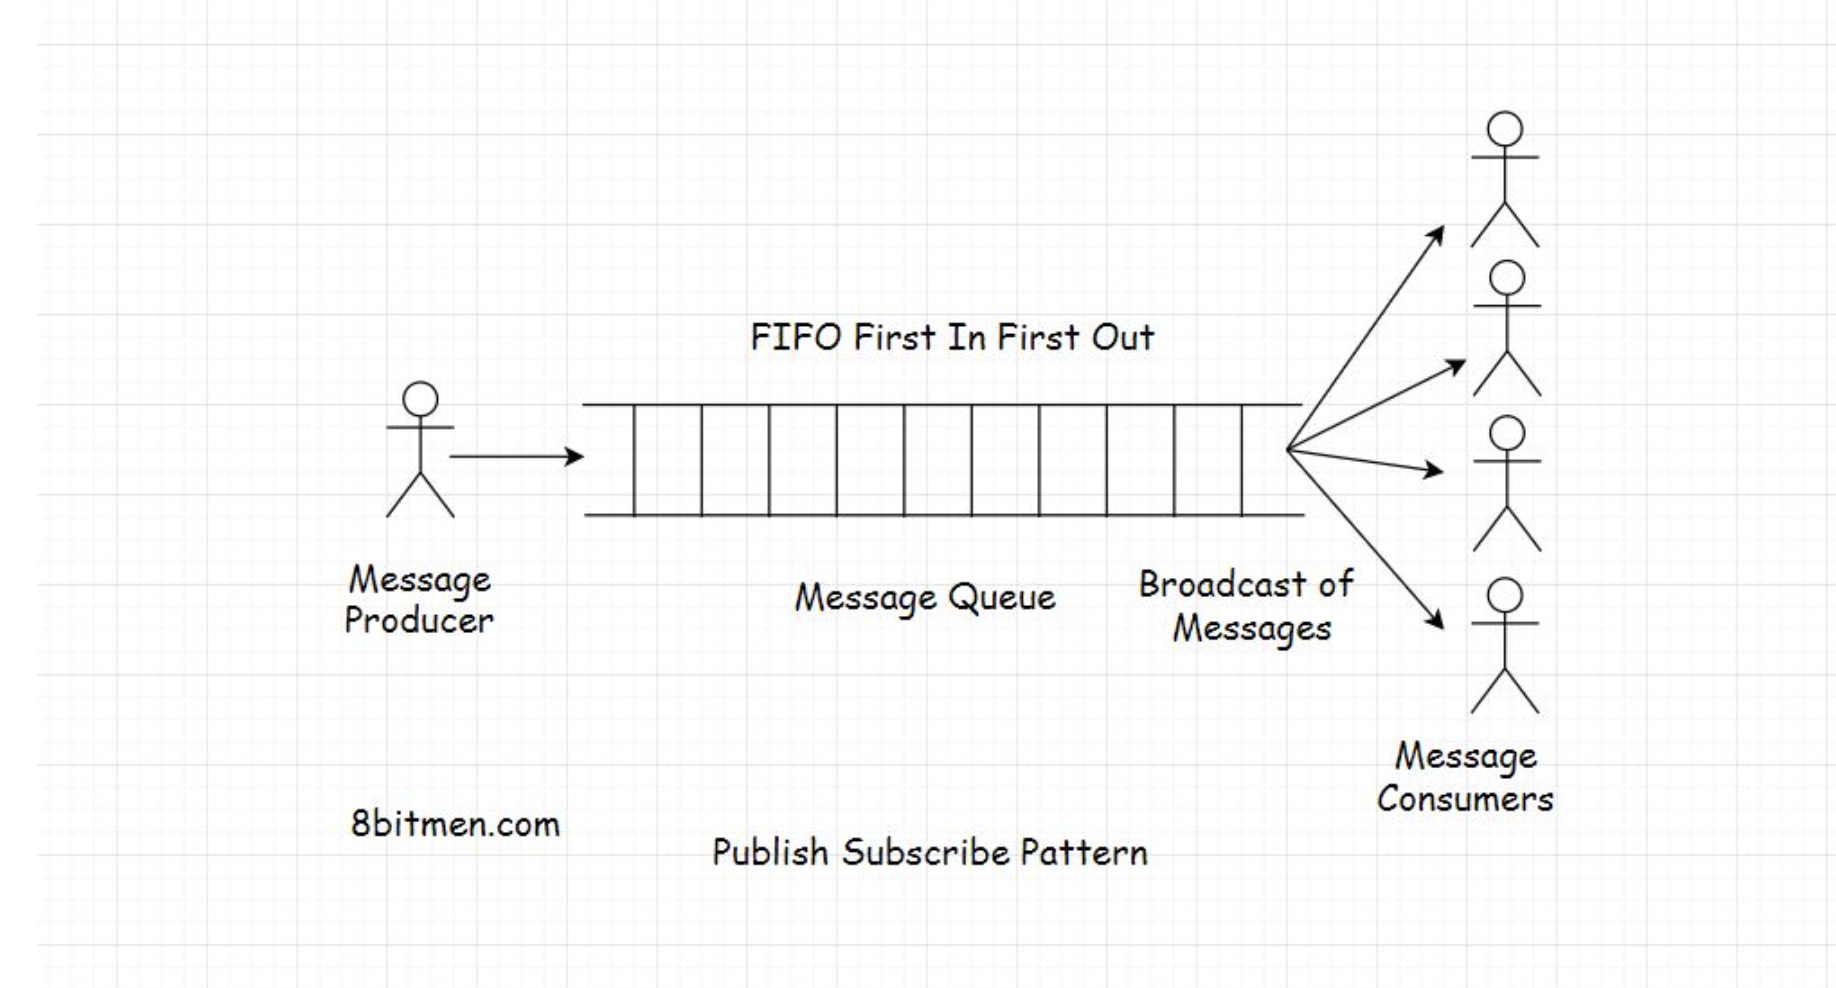 FIFO First In First Out
Message
Producer
Message Queue
Broadcast of
Messages
Message
Consumers
8bitmen.com
Publish Subscribe Pattern